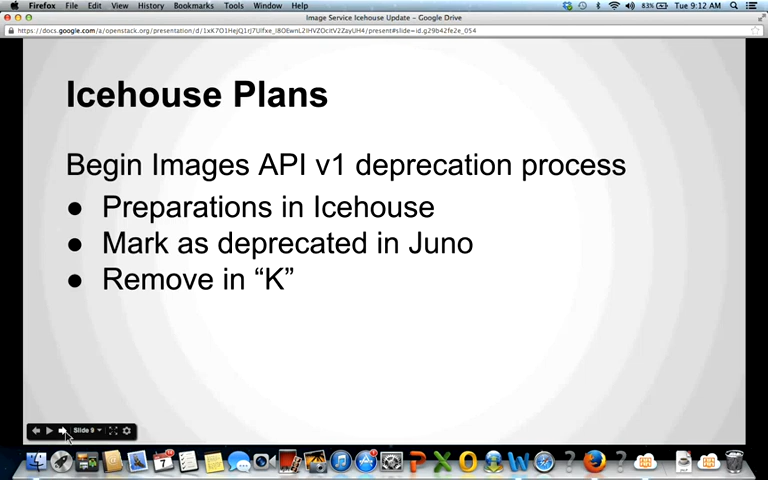 Firefox File Edit View History Bookmarks Tools Window Help
83% Tue 9:12 AM
Image Service Icehouse Update - Google Drive
Icehouse Plans
Begin Images API v1 deprecation process
● Preparations in Icehouse
● Mark as deprecated in Juno
● Remove in “K”
Slide 9